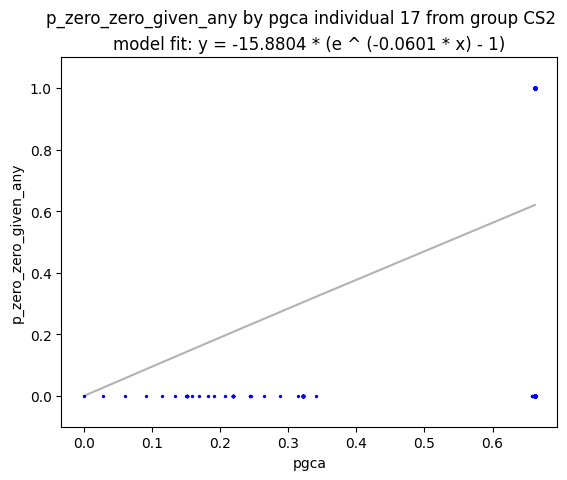 p_zero_zero_given_any by pgca individual 17 from group CS2
model fit: y = -15.8804 * (e ^ (-0.0601 * x) - 1)
1.0
0.8
0.6
0.4
0.2
0.0
p_zero_zero_given_any
0.0 0.1 0.2 0.3 0.4 0.5 0.6
pgca